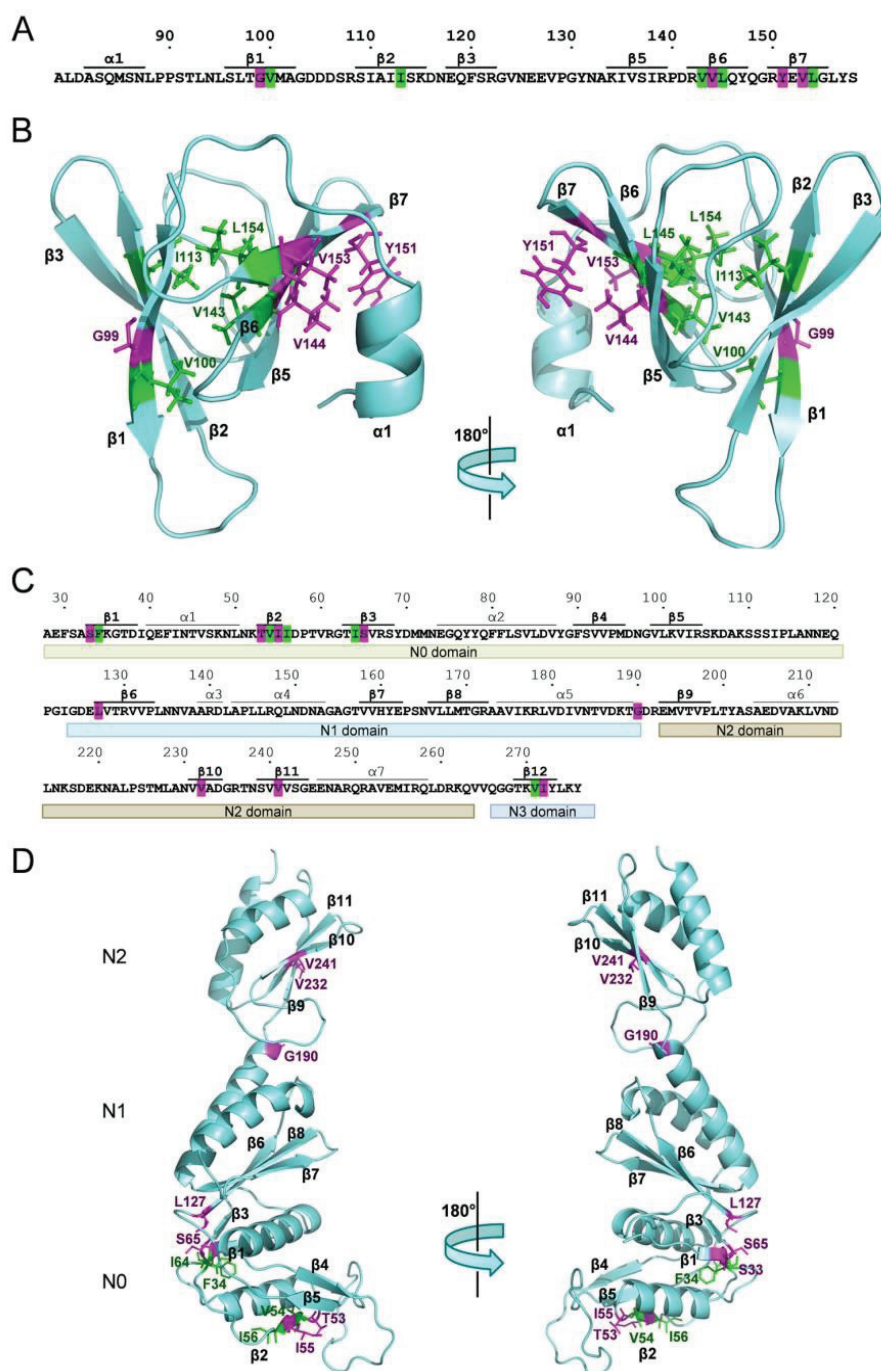 A
90 100 110 120 130 140 150
α1 β1 β2 β3 β5 β6 β7
ALDASQMSNLPPSTLNLSLTGVMAGDDDSRSIAIISKDNEQFSRGVNEEVPGYNAKIVSIRPDRVVLQYQGRYEVLGLYS
B
β7
β3
L154
Y151
I113
V153
V143
β6
G99
V144
V100
β5
β1
β2
α1
180°
β7
β6
β2
L154
β3
L145
Y151
V153
I113
V143
G99
V144
V100
β5
β1
α1
C
30 40 50 60 70 80 90 100 110 120
β1 α1 β2 β3 α2 β4 β5
AEFSASFKGTDIQEFINTVSKNLNKTVIIDPTVRGTISVRSYDMMNEGQYYQFFLSVLDVYGFSVVPMDNGVLKVIRSKDAKSSSIPLANNEQ
N0 domain
130 140 150 160 170 180 190 200 210
β6 α3 α4 β7 β8 α5 β9 α6
PGIGDELVTRVVPLNNVAARDLAPLLRQLNDNAGAGTVVHYEPSNVLLMTGRAAVIKRLVDIVNTVDKTGDREMVTVPLTYASAEDVAKLVND
N1 domain N2 domain
220 230 240 250 260 270
β10 β11 α7 β12
LNKSDEKNALPSTMLANVVADGRTNSVVVSGEENARQRAVEMIRQLDRKQVVQGGTKVIYLKY
N2 domain N3 domain
D
N2
β11
β10
V241
V232
β9
G190
N1
β8
β6
β7
L127
β3
S65
β1
I64
F34
β4
N0
β5
V54
T53
I56
I55
β2
180°
β11
β10
V241
V232
β9
G190
β8
β6
β7
L127
β3
S65
β1
S33
β4
F34
β5
I55
T53
V54
I56
β2